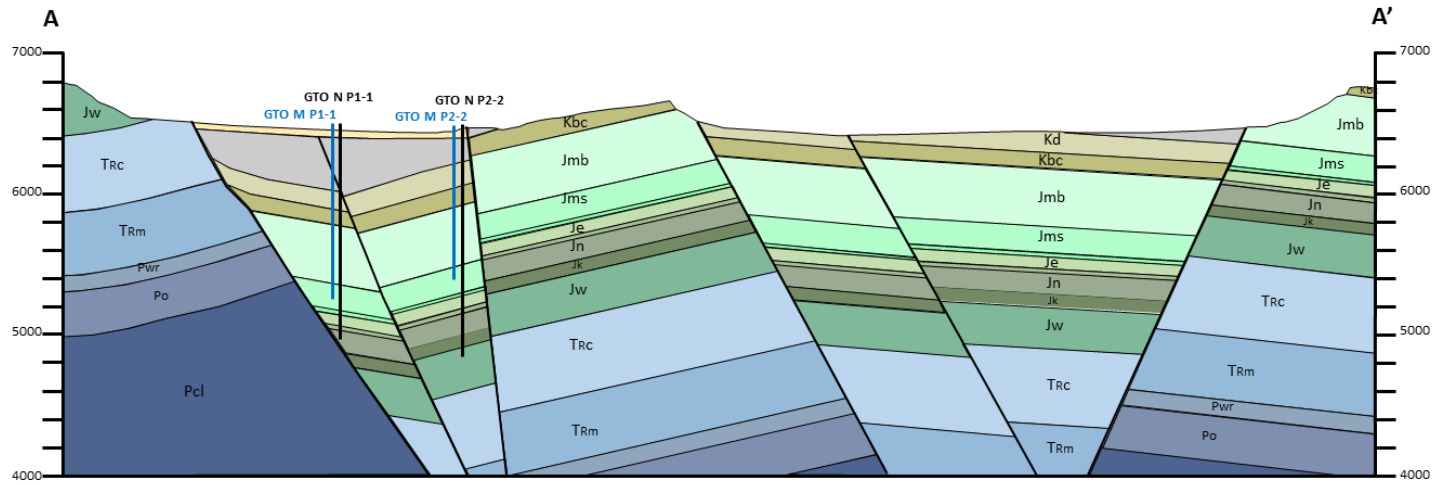 A
A'
7000
7000
GTO N P1-1
GTO N P2-2
GTO M P1-1
GTO M P2-2
Kbc
Jw
Kbc
Jmb
Kd
TRc
Jmb
Kbc
Jms
6000
6000
Jms
Jmb
Je
Jn
TRm
Je
Jms
Jk
Jn
Je
Jw
Pwr
Jk
Jn
Po
Jw
Jk
TRc
5000
5000
TRc
Jw
Pcl
TRc
TRm
TRm
Pwr
TRm
Po
4000
4000